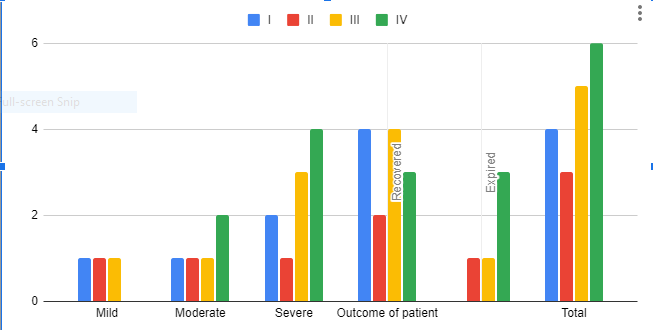 I II III IV
6
ull-screen Snip
4
Recovered
Expired
2
0
Mild Moderate Severe Outcome of patient Total